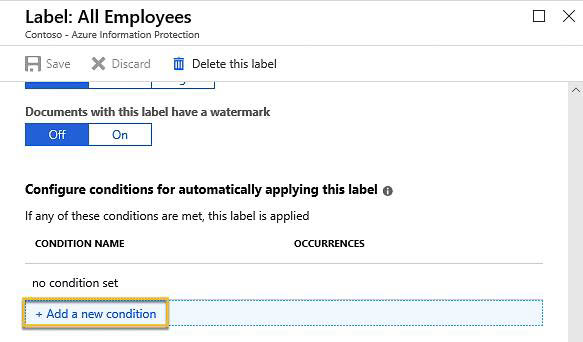 Label: All Employees
Contoso - Azure Information Protection
Save Discard Delete this label
Documents with this label have a watermark
Off On
Configure conditions for automatically applying this label
If any of these conditions are met, this label is applied
CONDITION NAME OCCURRENCES
no condition set
+ Add a new condition